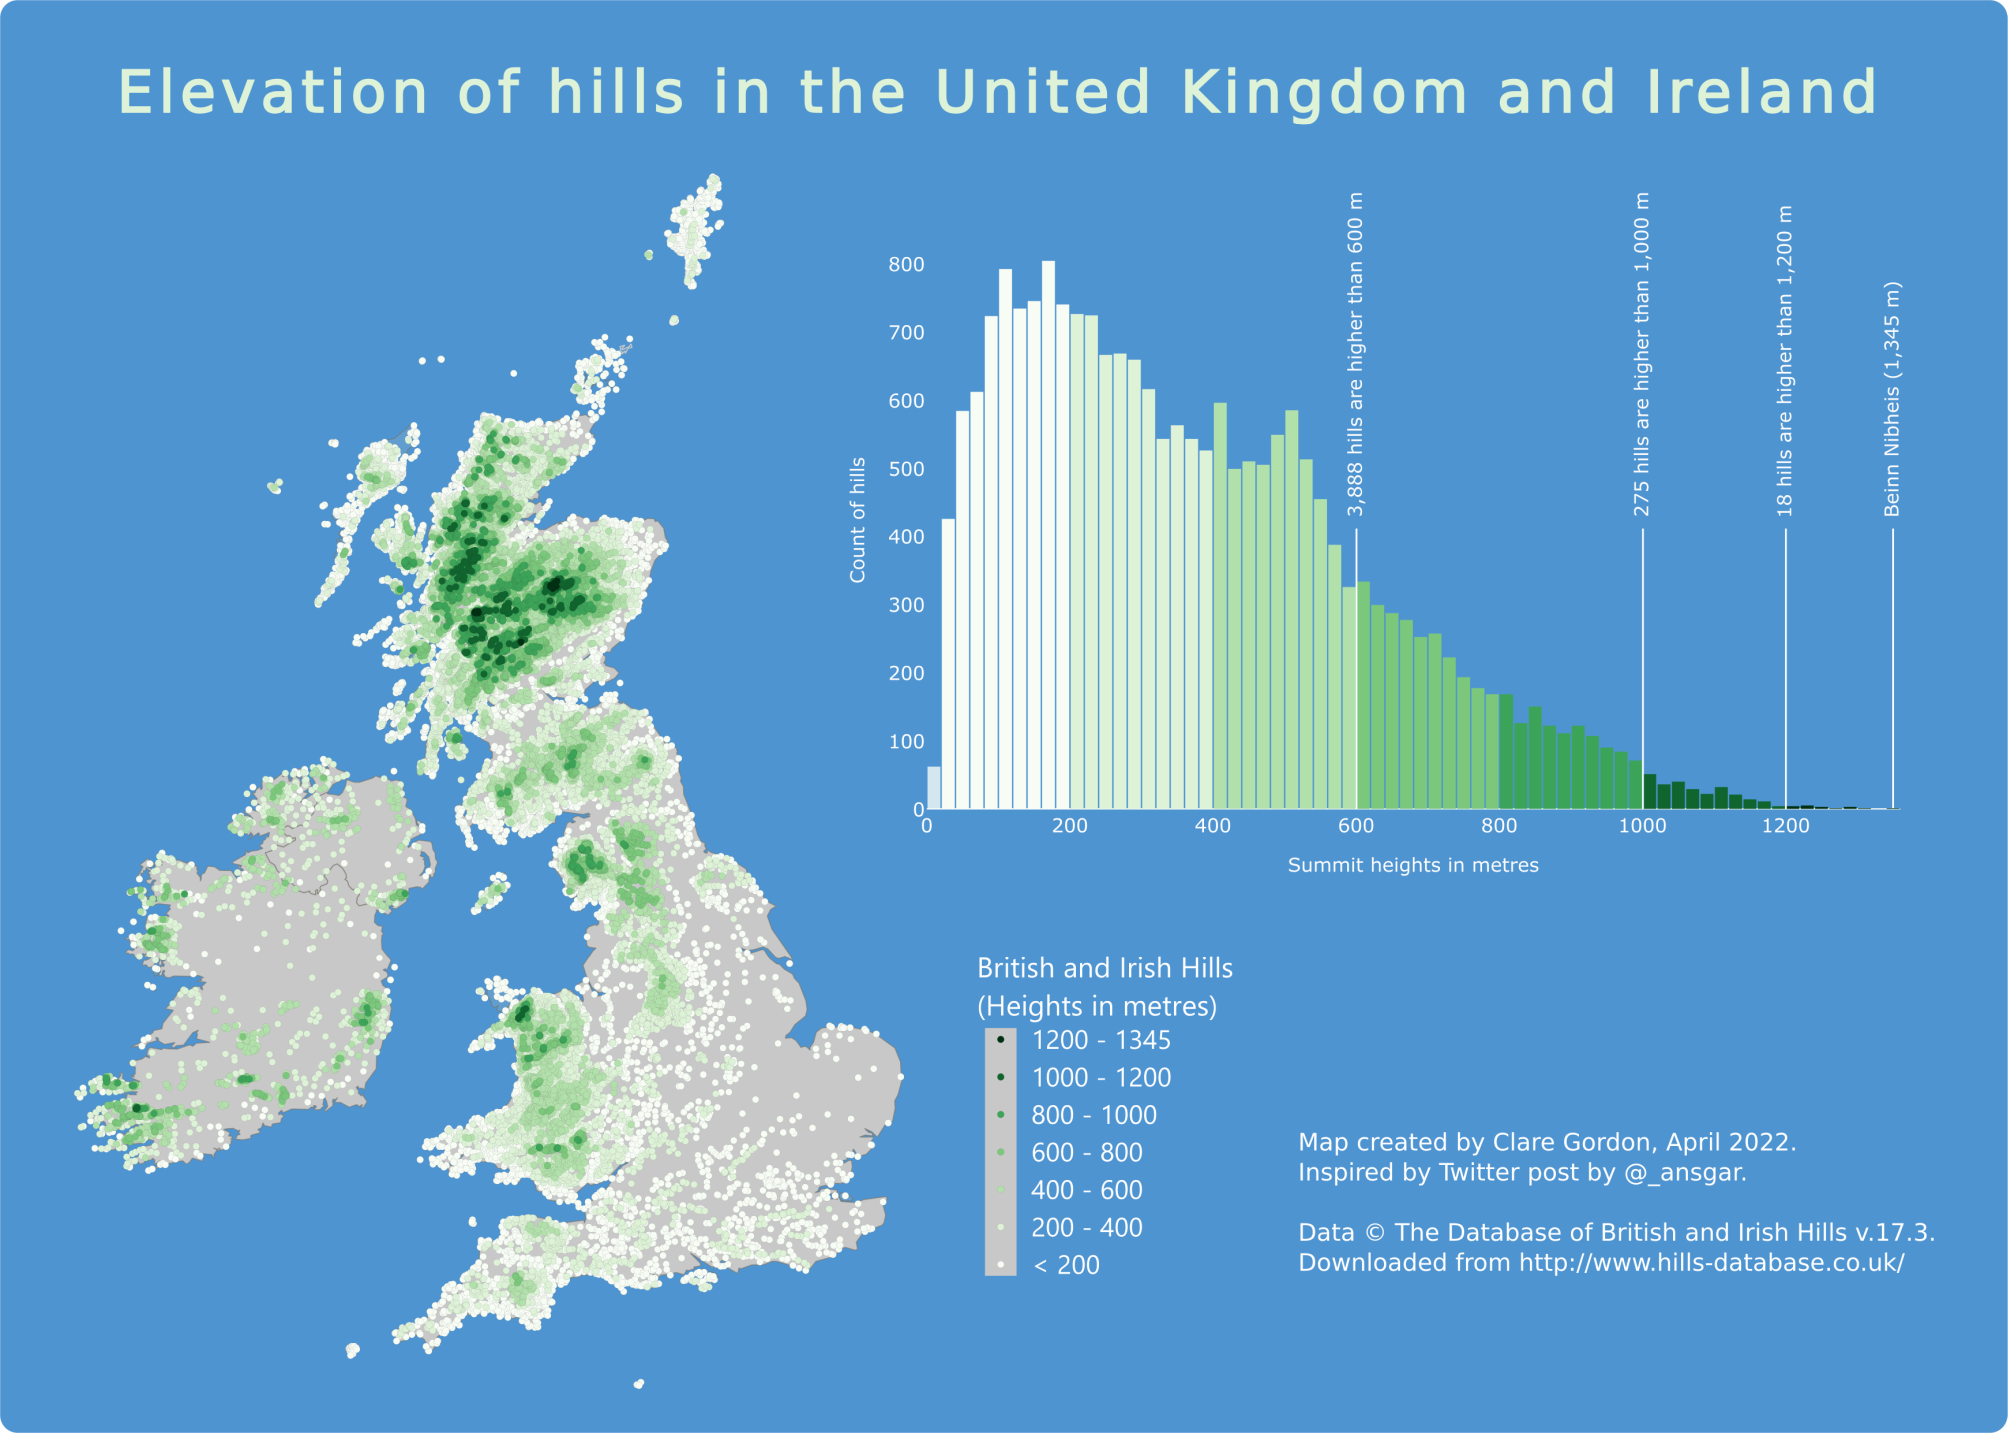 Elevation of hills in the United Kingdom and Ireland
3,888 hills are higher than 600 m
275 hills are higher than 1,000 m
18 hills are higher than 1,200 m
Beinn Nibheis (1,345 m)
Count of hills
800
700
600
500
400
300
200
100
0
0 200 400 600 800 1000 1200
Summit heights in metres
British and Irish Hills
(Heights in metres)
1200 - 1345
1000 - 1200
800 - 1000
600 - 800
400 - 600
200 - 400
< 200
Map created by Clare Gordon, April 2022.
Inspired by Twitter post by @_ansgar.
Data © The Database of British and Irish Hills v.17.3.
Downloaded from http://www.hills-database.co.uk/